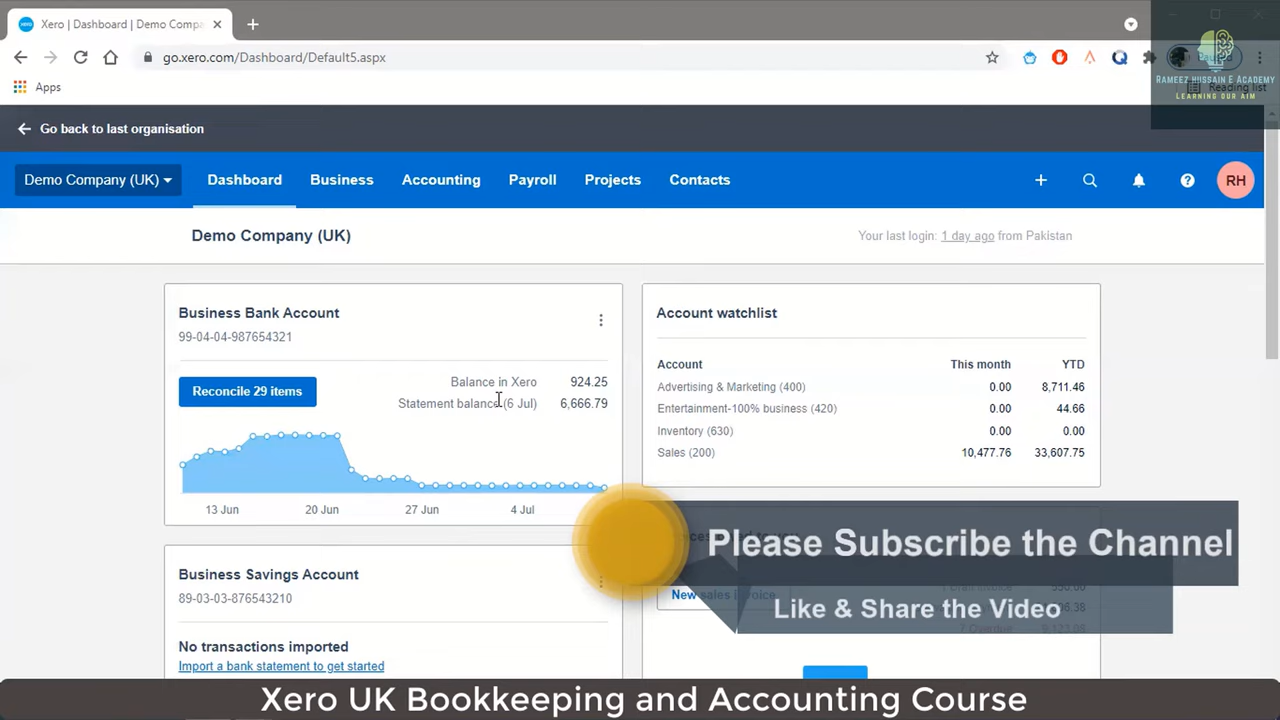 Xero | Dashboard | Demo Comp
go.xero.com/Dashboard/Default5.aspx
Apps
Reading list
RAMEEZ HUSSAIN E ACADEMY
LEARNING OUR AIM
Go back to last organisation
Demo Company (UK)
Dashboard
Business
Accounting
Payroll
Projects
Contacts
RH
Demo Company (UK)
Your last login: 1 day ago from Pakistan
Business Bank Account
99-04-04-987654321
Reconcile 29 items
Balance in Xero 924.25
Statement balance (6 Jul) 6,666.79
13 Jun 20 Jun 27 Jun 4 Jul
Account watchlist
Account This month YTD
Advertising & Marketing (400) 0.00 8,711.46
Entertainment-100% business (420) 0.00 44.66
Inventory (630) 0.00 0.00
Sales (200) 10,477.76 33,607.75
Please Subscribe the Channel
New sales invoice
Like & Share the Video
Business Savings Account
89-03-03-876543210
No transactions imported
Import a bank statement to get started
Xero UK Bookkeeping and Accounting Course